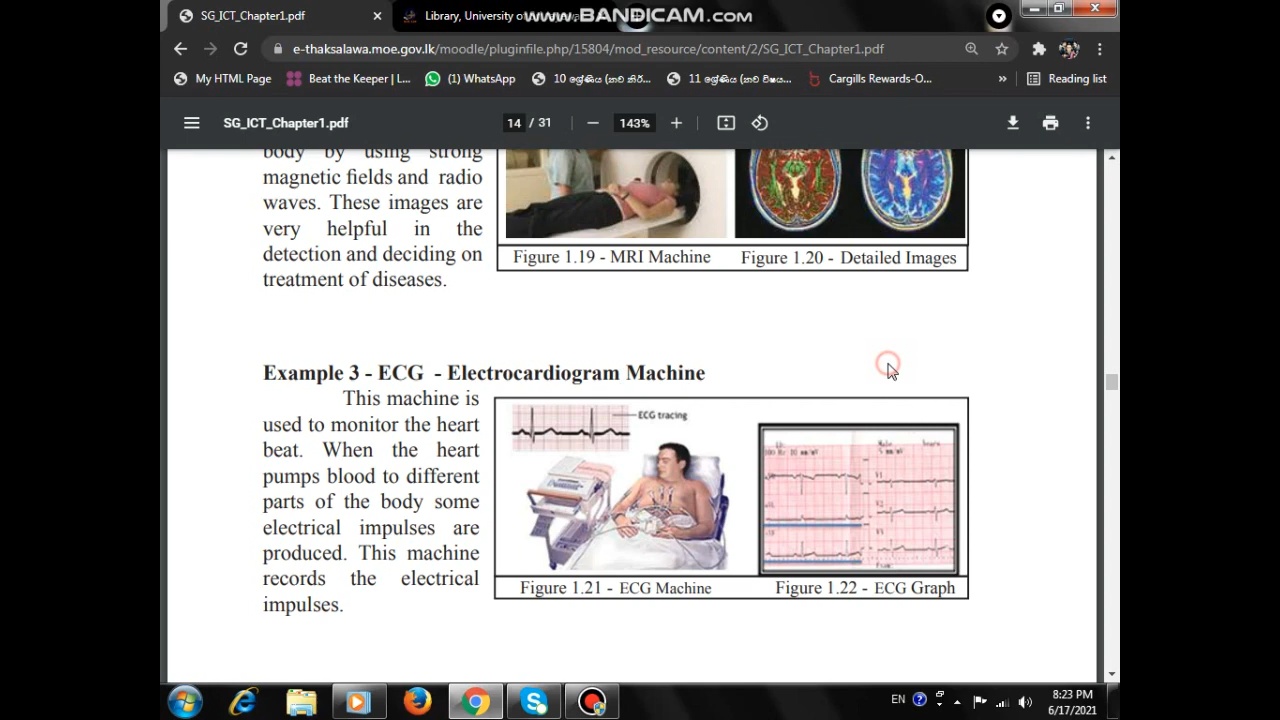 SG_ICT_Chapter1.pdf
Library, University of
www.BANDICAM.com
e-thaksalawa.moe.gov.lk/moodle/pluginfile.php/15804/mod_resource/content/2/SG_ICT_Chapter1.pdf
My HTML Page
Beat the Keeper | L...
(1) WhatsApp
10 ශ්‍රේණිය (නව නිර්...
11 ශ්‍රේණිය (නව විෂය...
Cargills Rewards-O...
»
Reading list
SG_ICT_Chapter1.pdf
14 / 31
143%
body by using strong
magnetic fields and radio
waves. These images are
very helpful in the
detection and deciding on
treatment of diseases.
Figure 1.19 - MRI Machine
Figure 1.20 - Detailed Images
Example 3 - ECG - Electrocardiogram Machine
This machine is
used to monitor the heart
beat. When the heart
pumps blood to different
parts of the body some
electrical impulses are
produced. This machine
records the electrical
impulses.
ECG tracing
Figure 1.21 - ECG Machine
Figure 1.22 - ECG Graph
EN
8:23 PM
6/17/2021